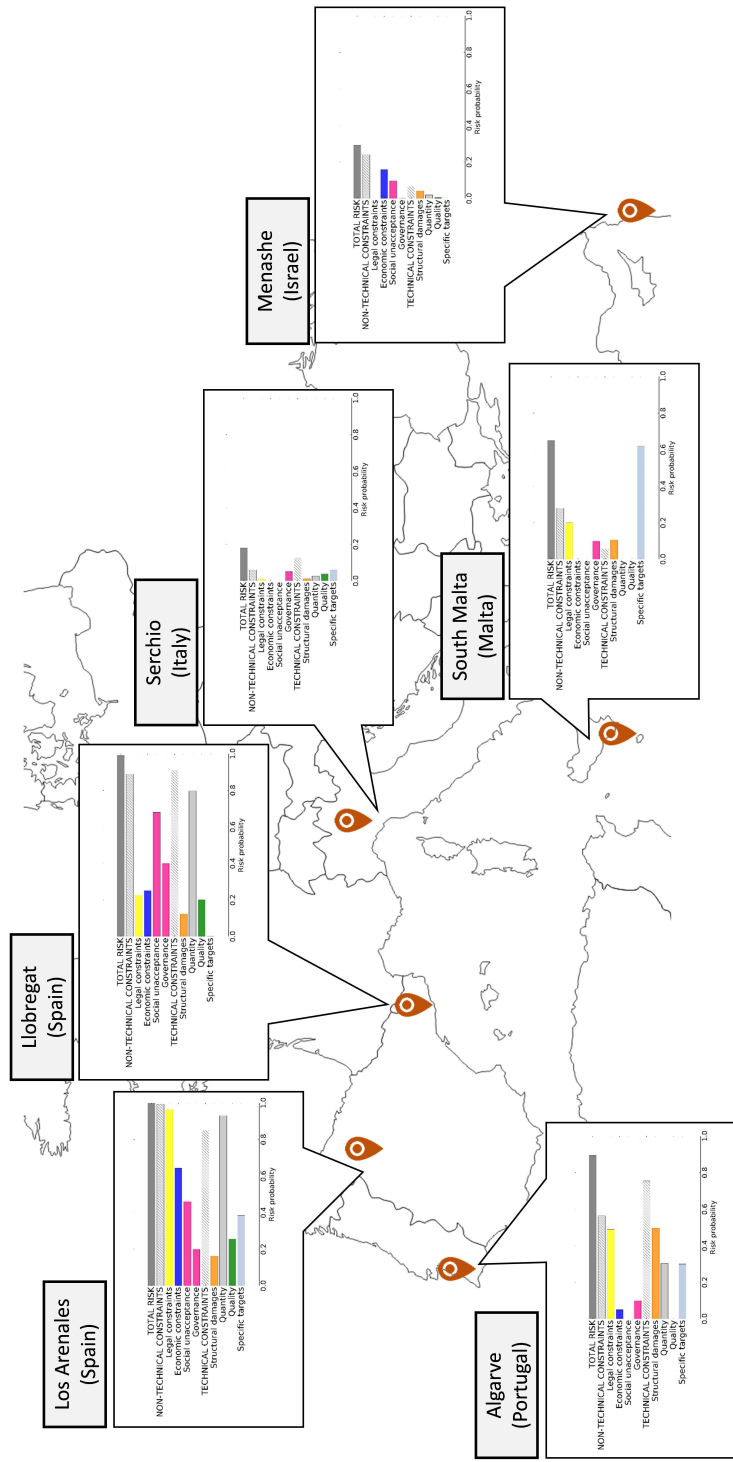 Los Arenales
(Spain)
TOTAL RISK
NON-TECHNICAL CONSTRAINTS
Legal constraints
Economic constraints
Social unacceptance
Governance
TECHNICAL CONSTRAINTS
Structural damages
Quantity
Quality
Specific targets
0.0 0.2 0.4 0.6 0.8 1.0
Risk probability
Llobregat
(Spain)
TOTAL RISK
NON-TECHNICAL CONSTRAINTS
Legal constraints
Economic constraints
Social unacceptance
Governance
TECHNICAL CONSTRAINTS
Structural damages
Quantity
Quality
Specific targets
0.0 0.2 0.4 0.6 0.8 1.0
Risk probability
Serchio
(Italy)
TOTAL RISK
NON-TECHNICAL CONSTRAINTS
Legal constraints
Economic constraints
Social unacceptance
Governance
TECHNICAL CONSTRAINTS
Structural damages
Quantity
Quality
Specific targets
0.0 0.2 0.4 0.6 0.8 1.0
Risk probability
Menashe
(Israel)
TOTAL RISK
NON-TECHNICAL CONSTRAINTS
Legal constraints
Economic constraints
Social unacceptance
Governance
TECHNICAL CONSTRAINTS
Structural damages
Quantity
Quality
Specific targets
0.0 0.2 0.4 0.6 0.8 1.0
Risk probability
Algarve
(Portugal)
TOTAL RISK
NON-TECHNICAL CONSTRAINTS
Legal constraints
Economic constraints
Social unacceptance
Governance
TECHNICAL CONSTRAINTS
Structural damages
Quantity
Quality
Specific targets
0.0 0.2 0.4 0.6 0.8 1.0
Risk probability
South Malta
(Malta)
TOTAL RISK
NON-TECHNICAL CONSTRAINTS
Legal constraints
Economic constraints
Social unacceptance
Governance
TECHNICAL CONSTRAINTS
Structural damages
Quantity
Quality
Specific targets
0.0 0.2 0.4 0.6 0.8 1.0
Risk probability